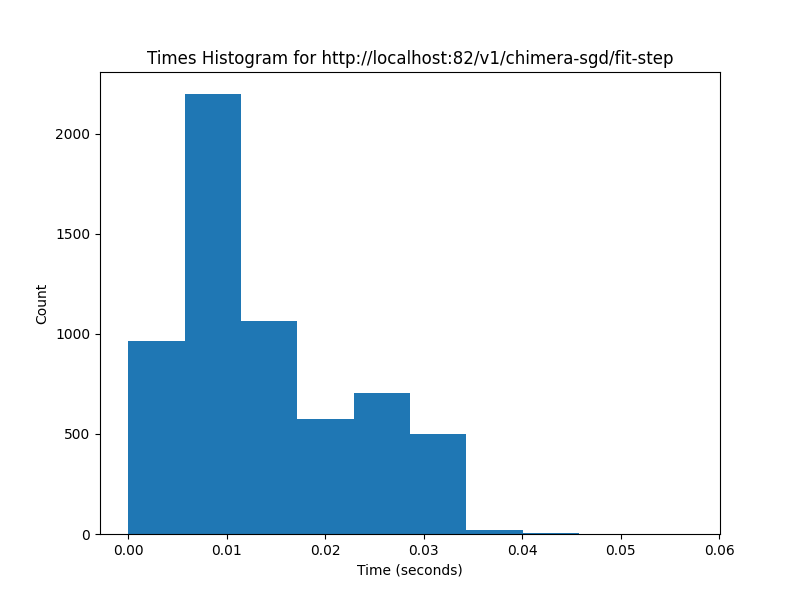 Times Histogram for http://localhost:82/v1/chimera-sgd/fit-step
Count
2000
1500
1000
500
0
0.00 0.01 0.02 0.03 0.04 0.05 0.06
Time (seconds)